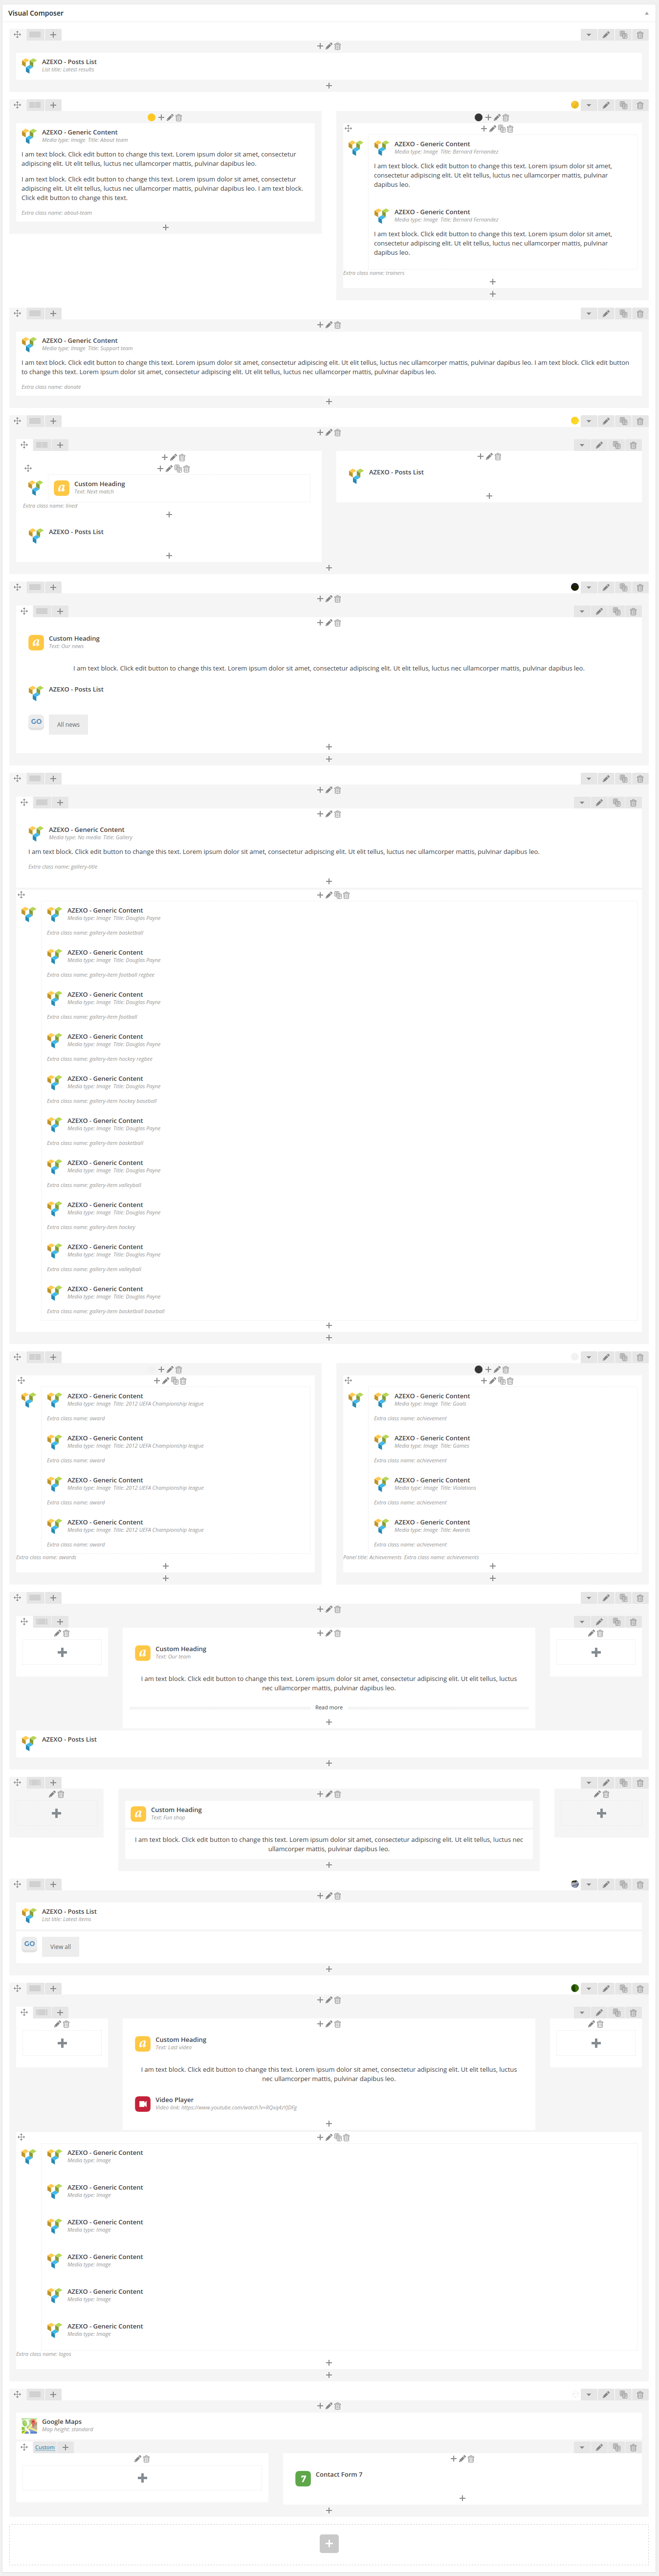 Visual Composer
AZEXO - Posts List
List title: Latest results
AZEXO - Generic Content
Media type: Image Title: About team
I am text block. Click edit button to change this text. Lorem ipsum dolor sit amet, consectetur
adipiscing elit. Ut elit tellus, luctus nec ullamcorper mattis, pulvinar dapibus leo.
I am text block. Click edit button to change this text. Lorem ipsum dolor sit amet, consectetur
adipiscing elit. Ut elit tellus, luctus nec ullamcorper mattis, pulvinar dapibus leo. I am text block.
Click edit button to change this text.
Extra class name: about-team
AZEXO - Generic Content
Media type: Image Title: Bernard Fernandez
I am text block. Click edit button to change this text. Lorem ipsum dolor sit amet,
consectetur adipiscing elit. Ut elit tellus, luctus nec ullamcorper mattis, pulvinar
dapibus leo.
AZEXO - Generic Content
Media type: Image Title: Bernard Fernandez
I am text block. Click edit button to change this text. Lorem ipsum dolor sit amet,
consectetur adipiscing elit. Ut elit tellus, luctus nec ullamcorper mattis, pulvinar
dapibus leo.
Extra class name: trainers
AZEXO - Generic Content
Media type: Image Title: Support team
I am text block. Click edit button to change this text. Lorem ipsum dolor sit amet, consectetur adipiscing elit. Ut elit tellus, luctus nec ullamcorper mattis, pulvinar dapibus leo. I am text block. Click edit button
to change this text. Lorem ipsum dolor sit amet, consectetur adipiscing elit. Ut elit tellus, luctus nec ullamcorper mattis, pulvinar dapibus leo.
Extra class name: donate
Custom Heading
Text: Next match
Extra class name: lined
AZEXO - Posts List
AZEXO - Posts List
Custom Heading
Text: Our news
I am text block. Click edit button to change this text. Lorem ipsum dolor sit amet, consectetur adipiscing elit. Ut elit tellus, luctus nec ullamcorper mattis, pulvinar dapibus leo.
AZEXO - Posts List
GO
All news
AZEXO - Generic Content
Media type: No media Title: Gallery
I am text block. Click edit button to change this text. Lorem ipsum dolor sit amet, consectetur adipiscing elit. Ut elit tellus, luctus nec ullamcorper mattis, pulvinar dapibus leo.
Extra class name: gallery-title
AZEXO - Generic Content
Media type: Image Title: Douglas Payne
Extra class name: gallery-item basketball
AZEXO - Generic Content
Media type: Image Title: Douglas Payne
Extra class name: gallery-item football regbee
AZEXO - Generic Content
Media type: Image Title: Douglas Payne
Extra class name: gallery-item football
AZEXO - Generic Content
Media type: Image Title: Douglas Payne
Extra class name: gallery-item hockey regbee
AZEXO - Generic Content
Media type: Image Title: Douglas Payne
Extra class name: gallery-item hockey baseball
AZEXO - Generic Content
Media type: Image Title: Douglas Payne
Extra class name: gallery-item basketball
AZEXO - Generic Content
Media type: Image Title: Douglas Payne
Extra class name: gallery-item valleyball
AZEXO - Generic Content
Media type: Image Title: Douglas Payne
Extra class name: gallery-item hockey
AZEXO - Generic Content
Media type: Image Title: Douglas Payne
Extra class name: gallery-item valleyball
AZEXO - Generic Content
Media type: Image Title: Douglas Payne
Extra class name: gallery-item basketball baseball
AZEXO - Generic Content
Media type: Image Title: 2012 UEFA Championship league
Extra class name: award
AZEXO - Generic Content
Media type: Image Title: 2012 UEFA Championship league
Extra class name: award
AZEXO - Generic Content
Media type: Image Title: 2012 UEFA Championship league
Extra class name: award
AZEXO - Generic Content
Media type: Image Title: 2012 UEFA Championship league
Extra class name: award
Extra class name: awards
AZEXO - Generic Content
Media type: Image Title: Goals
Extra class name: achievement
AZEXO - Generic Content
Media type: Image Title: Games
Extra class name: achievement
AZEXO - Generic Content
Media type: Image Title: Violations
Extra class name: achievement
AZEXO - Generic Content
Media type: Image Title: Awards
Extra class name: achievement
Panel title: Achievements Extra class name: achievements
Custom Heading
Text: Our team
I am text block. Click edit button to change this text. Lorem ipsum dolor sit amet, consectetur adipiscing elit. Ut elit tellus, luctus
nec ullamcorper mattis, pulvinar dapibus leo.
Read more
AZEXO - Posts List
Custom Heading
Text: Fun shop
I am text block. Click edit button to change this text. Lorem ipsum dolor sit amet, consectetur adipiscing elit. Ut elit tellus, luctus nec
ullamcorper mattis, pulvinar dapibus leo.
AZEXO - Posts List
List title: Latest items
GO
View all
Custom Heading
Text: Last video
I am text block. Click edit button to change this text. Lorem ipsum dolor sit amet, consectetur adipiscing elit. Ut elit tellus, luctus
nec ullamcorper mattis, pulvinar dapibus leo.
Video Player
AZEXO - Generic Content
Media type: Image
AZEXO - Generic Content
Media type: Image
AZEXO - Generic Content
Media type: Image
AZEXO - Generic Content
Media type: Image
AZEXO - Generic Content
Media type: Image
AZEXO - Generic Content
Media type: Image
Extra class name: logos
Google Maps
Map height: standard
Custom
7
Contact Form 7